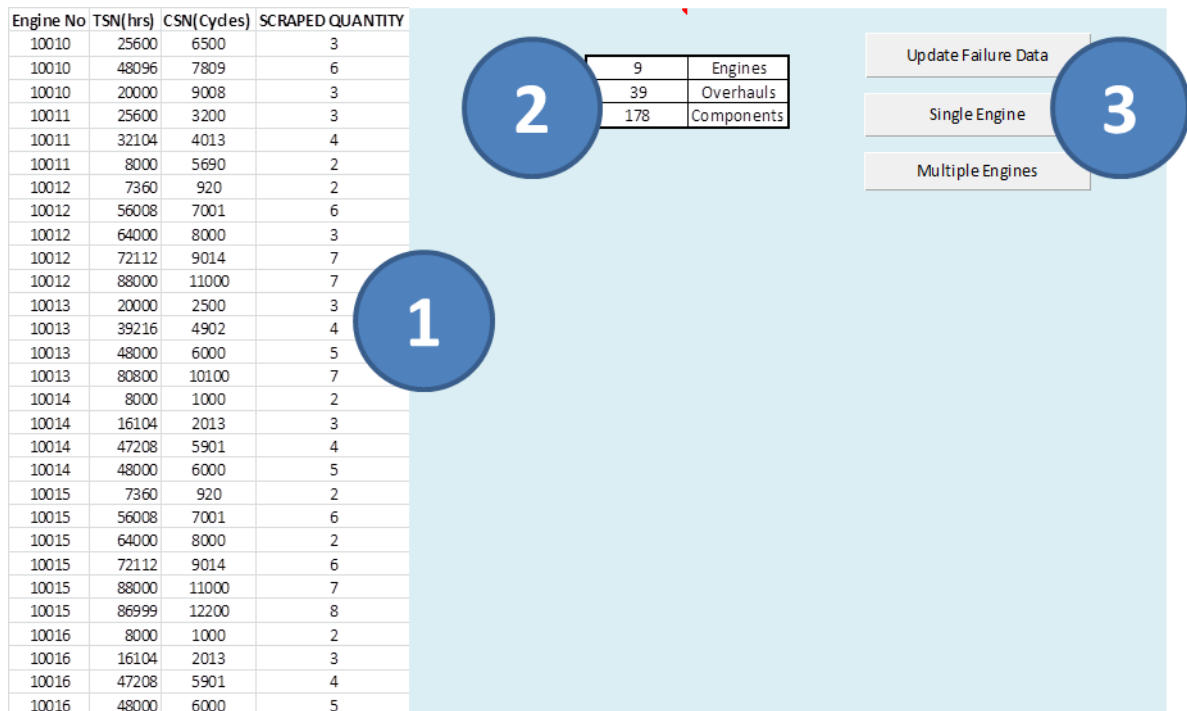 Engine No TSN(hrs) CSN(Cycles) SCRAPED QUANTITY
10010 25600 6500 3
10010 48096 7809 6
10010 20000 9008 3
10011 25600 3200 3
10011 32104 4013 4
10011 8000 5690 2
10012 7360 920 2
10012 56008 7001 6
10012 64000 8000 3
10012 72112 9014 7
10012 88000 11000 7
10013 20000 2500 3
10013 39216 4902 4
10013 48000 6000 5
10013 80800 10100 7
10014 8000 1000 2
10014 16104 2013 3
10014 47208 5901 4
10014 48000 6000 5
10015 7360 920 2
10015 56008 7001 6
10015 64000 8000 2
10015 72112 9014 6
10015 88000 11000 7
10015 86999 12200 8
10016 8000 1000 2
10016 16104 2013 3
10016 47208 5901 4
10016 48000 6000 5
1
2
9 Engines
39 Overhauls
178 Components
Update Failure Data
Single Engine
Multiple Engines
3